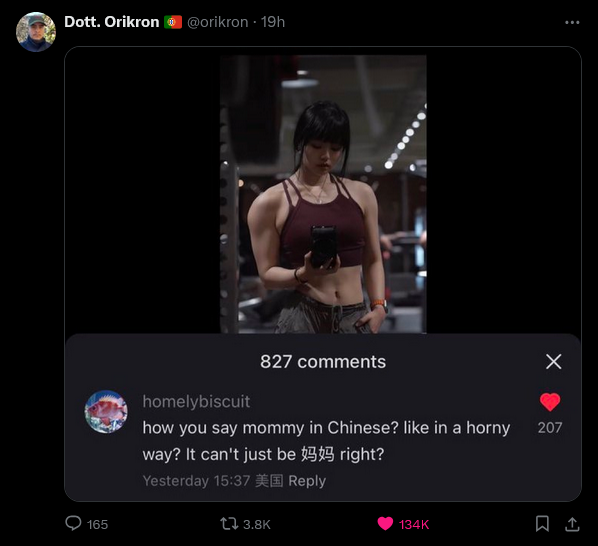 Dott. Orikron 🇵🇹 @orikron · 19h
827 comments
homelybiscuit
how you say mommy in Chinese? like in a horny
way? It can't just be 妈妈 right?
207
Yesterday 15:37 美国 Reply
165 3.8K 134K